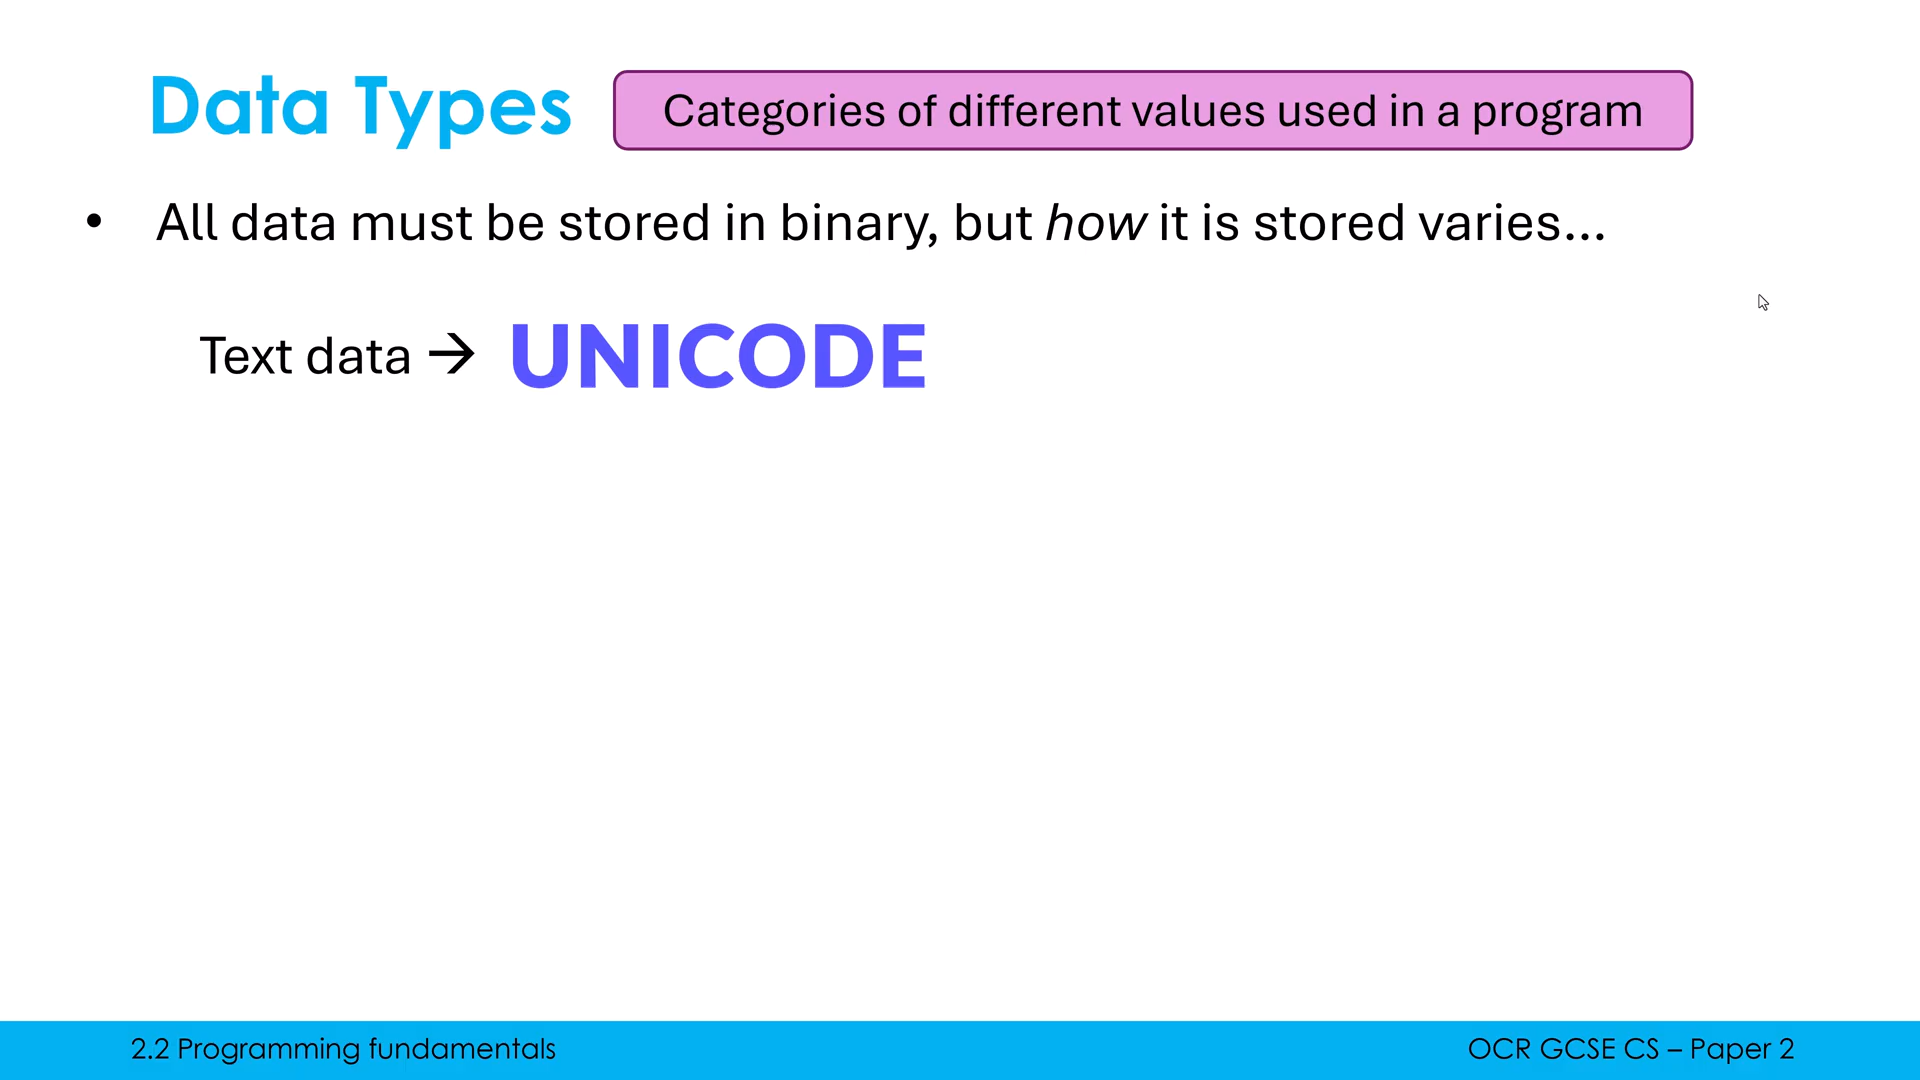 Data Types
Categories of different values used in a program
• All data must be stored in binary, but how it is stored varies...
Text data → UNICODE
2.2 Programming fundamentals
OCR GCSE CS – Paper 2